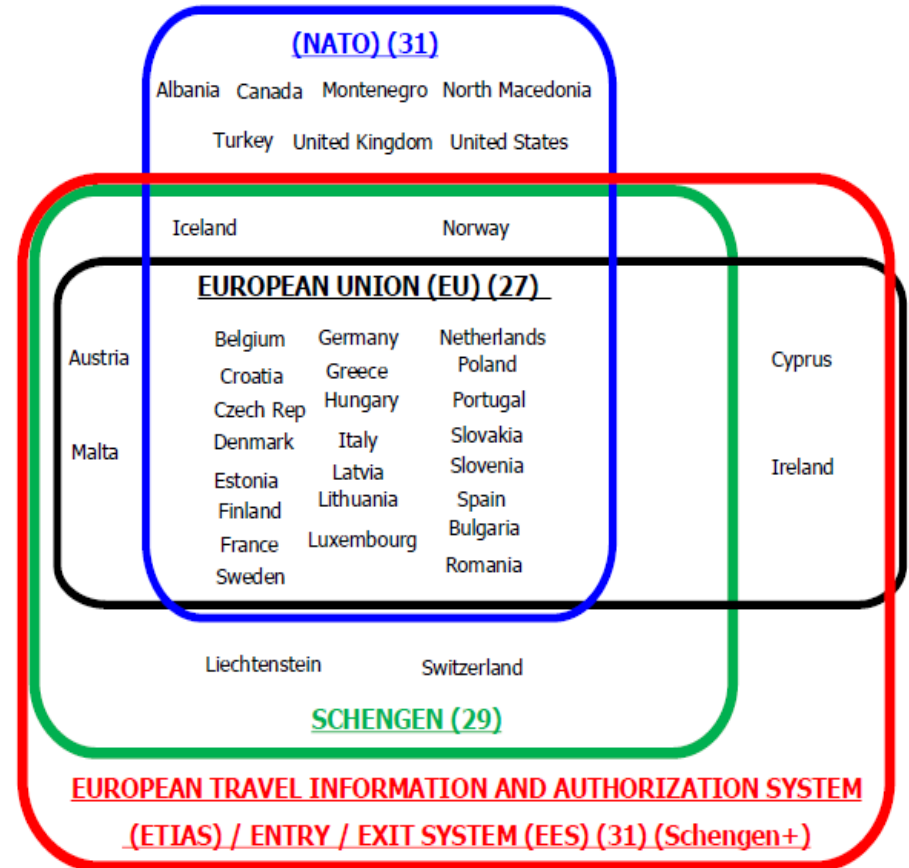 (NATO) (31)
Albania Canada Montenegro North Macedonia
Turkey United Kingdom United States
Iceland Norway
EUROPEAN UNION (EU) (27)
Belgium Germany Netherlands
Austria Croatia Greece Poland Cyprus
Czech Rep Hungary Portugal
Malta Denmark Italy Slovakia Ireland
Estonia Latvia Slovenia
Finland Lithuania Spain
France Luxembourg Bulgaria
Sweden Romania
Liechtenstein Switzerland
SCHENGEN (29)
EUROPEAN TRAVEL INFORMATION AND AUTHORIZATION SYSTEM
(ETIAS) / ENTRY / EXIT SYSTEM (EES) (31) (Schengen+)